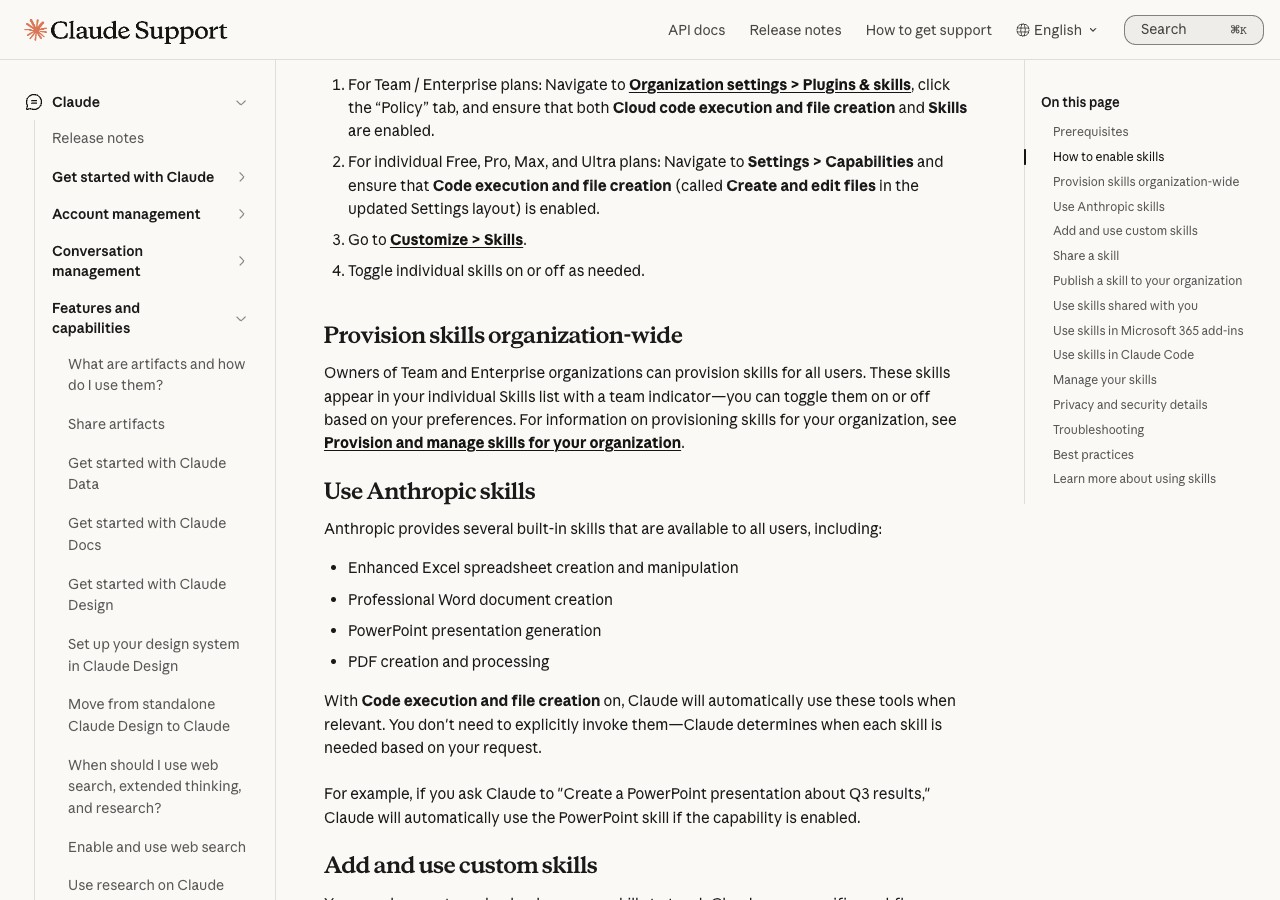 Claude Support
API docs
Release notes
How to get support
English
Search
⌘K
Claude
Release notes
Get started with Claude
Account management
Conversation
management
Features and
capabilities
What are artifacts and how
do I use them?
Share artifacts
Get started with Claude
Data
Get started with Claude
Docs
Get started with Claude
Design
Set up your design system
in Claude Design
Move from standalone
Claude Design to Claude
When should I use web
search, extended thinking,
and research?
Enable and use web search
Use research on Claude
1. For Team / Enterprise plans: Navigate to Organization settings > Plugins & skills, click
the “Policy” tab, and ensure that both Cloud code execution and file creation and Skills
are enabled.
2. For individual Free, Pro, Max, and Ultra plans: Navigate to Settings > Capabilities and
ensure that Code execution and file creation (called Create and edit files in the
updated Settings layout) is enabled.
3. Go to Customize > Skills.
4. Toggle individual skills on or off as needed.
Provision skills organization-wide
Owners of Team and Enterprise organizations can provision skills for all users. These skills
appear in your individual Skills list with a team indicator—you can toggle them on or off
based on your preferences. For information on provisioning skills for your organization, see
Provision and manage skills for your organization.
Use Anthropic skills
Anthropic provides several built-in skills that are available to all users, including:
• Enhanced Excel spreadsheet creation and manipulation
• Professional Word document creation
• PowerPoint presentation generation
• PDF creation and processing
With Code execution and file creation on, Claude will automatically use these tools when
relevant. You don’t need to explicitly invoke them—Claude determines when each skill is
needed based on your request.
For example, if you ask Claude to "Create a PowerPoint presentation about Q3 results,"
Claude will automatically use the PowerPoint skill if the capability is enabled.
Add and use custom skills
On this page
Prerequisites
How to enable skills
Provision skills organization-wide
Use Anthropic skills
Add and use custom skills
Share a skill
Publish a skill to your organization
Use skills shared with you
Use skills in Microsoft 365 add-ins
Use skills in Claude Code
Manage your skills
Privacy and security details
Troubleshooting
Best practices
Learn more about using skills